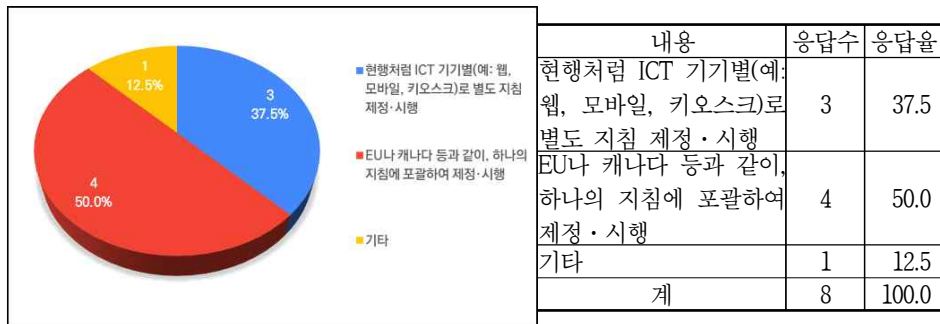 1
12.5%
3
37.5%
4
50.0%
현행처럼 ICT 기기별(예: 웹,
모바일, 키오스크)로 별도 지침
제정·시행
EU나 캐나다 등과 같이, 하나의
지침에 포괄하여 제정·시행
기타
내용 응답수 응답율
현행처럼 ICT 기기별(예:
웹, 모바일, 키오스크)로
별도 지침 제정・시행
3 37.5
EU나 캐나다 등과 같이,
하나의 지침에 포괄하여
제정・시행
4 50.0
기타 1 12.5
계 8 100.0